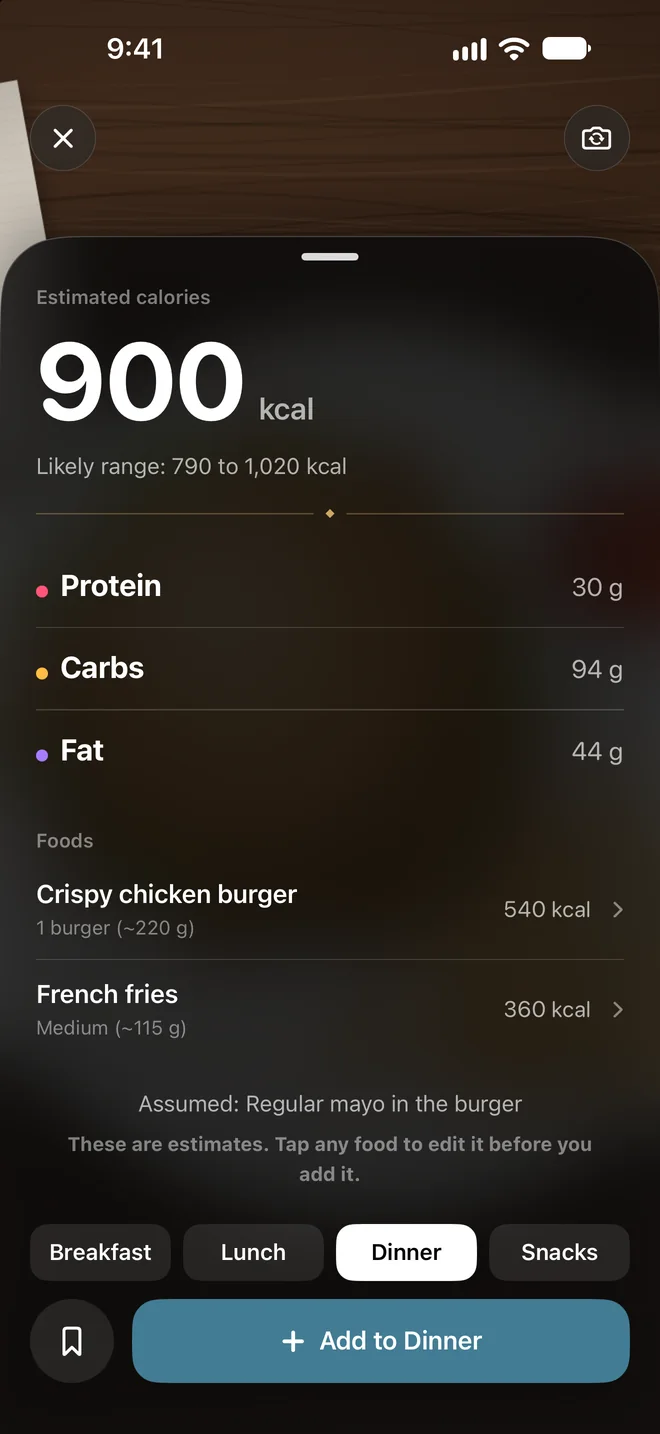 9:41
Estimated calories
900 kcal
Likely range: 790 to 1,020 kcal
Protein 30 g
Carbs 94 g
Fat 44 g
Foods
Crispy chicken burger
540 kcal
1 burger (~220 g)
French fries
360 kcal
Medium (~115 g)
Assumed: Regular mayo in the burger
These are estimates. Tap any food to edit it before you
add it.
Breakfast Lunch Dinner Snacks
+ Add to Dinner